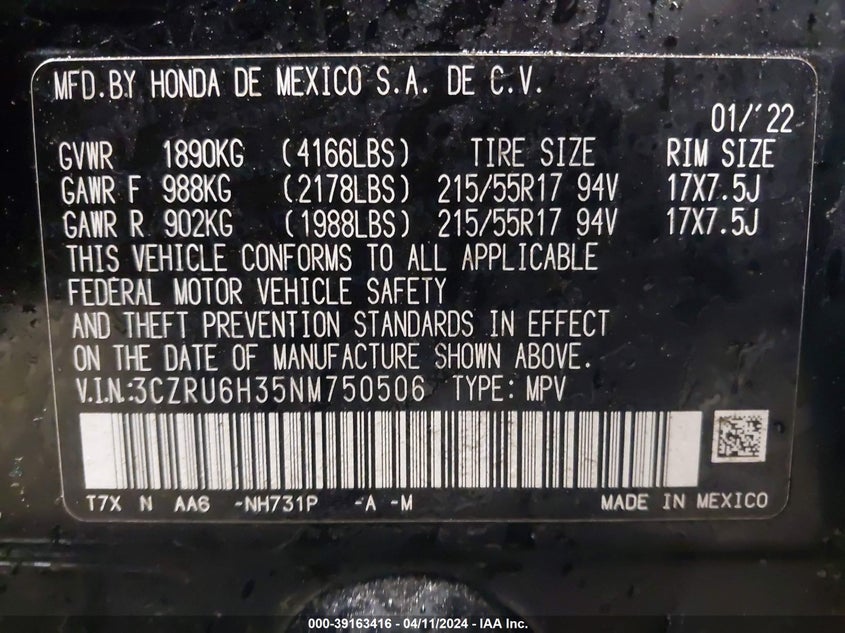 MFD.BY HONDA DE MEXICO S.A. DE C.V.
01/'22
GVWR 1890KG (4166LBS) TIRE SIZE RIM SIZE
GAWR F 988KG (2178LBS) 215/55R17 94V 17X7.5J
GAWR R 902KG (1988LBS) 215/55R17 94V 17X7.5J
THIS VEHICLE CONFORMS TO ALL APPLICABLE
FEDERAL MOTOR VEHICLE SAFETY
AND THEFT PREVENTION STANDARDS IN EFFECT
ON THE DATE OF MANUFACTURE SHOWN ABOVE.
V.I.N.:3CZRU6H35NM750506 TYPE: MPV
T7X N AA6 -NH731P -A -M MADE IN MEXICO
000-39163416 - 04/11/2024 - IAA Inc.